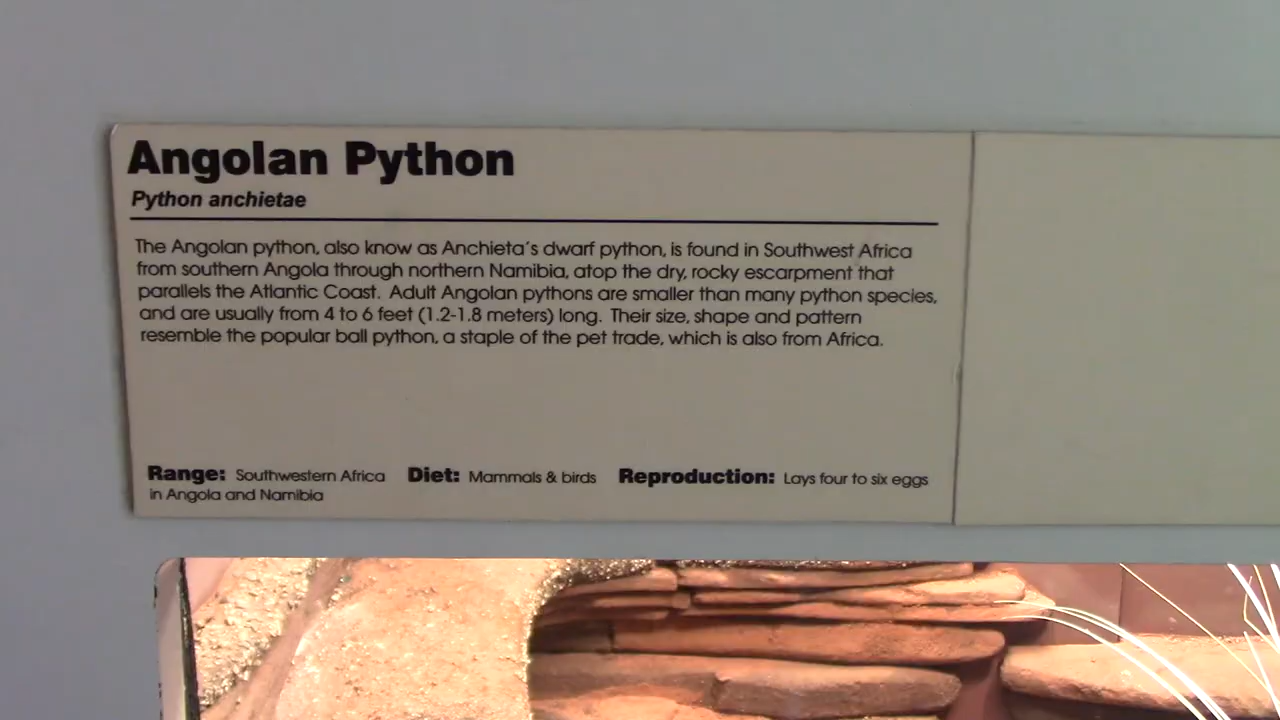 Angolan Python
Python anchietae
The Angolan python, also know as Anchieta's dwarf python, is found in Southwest Africa
from southern Angola through northern Namibia, atop the dry, rocky escarpment that
parallels the Atlantic Coast. Adult Angolan pythons are smaller than many python species,
and are usually from 4 to 6 feet (1.2-1.8 meters) long. Their size, shape and pattern
resemble the popular ball python, a staple of the pet trade, which is also from Africa.
Range: Southwestern Africa Diet: Mammals & birds Reproduction: Lays four to six eggs
in Angola and Namibia